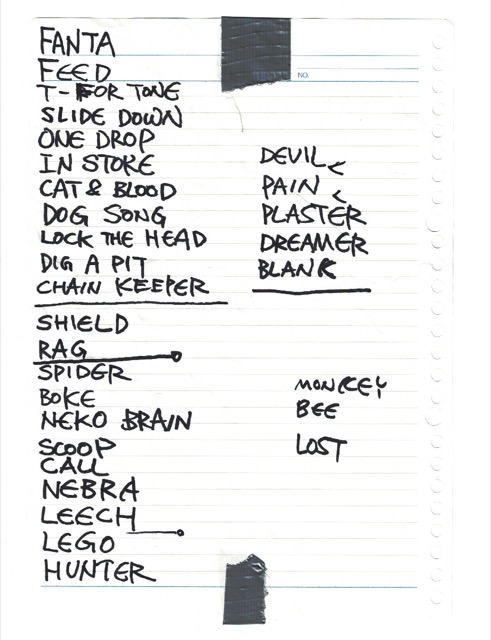 NO.
FANTA
FEED
T-FOR TONE
SLIDE DOWN
ONE DROP
IN STORE
CAT & BLOOD
DOG SONG
LOCK THE HEAD
DIG A PIT
CHAIN KEEPER
SHIELD
RAG
SPIDER
BOKE
NEKO BRAIN
SCOOP
CALL
NEBRA
LEECH
LEGO
HUNTER
DEVIL
PAIN
PLASTER
DREAMER
BLANK
MONKEY
BEE
LOST